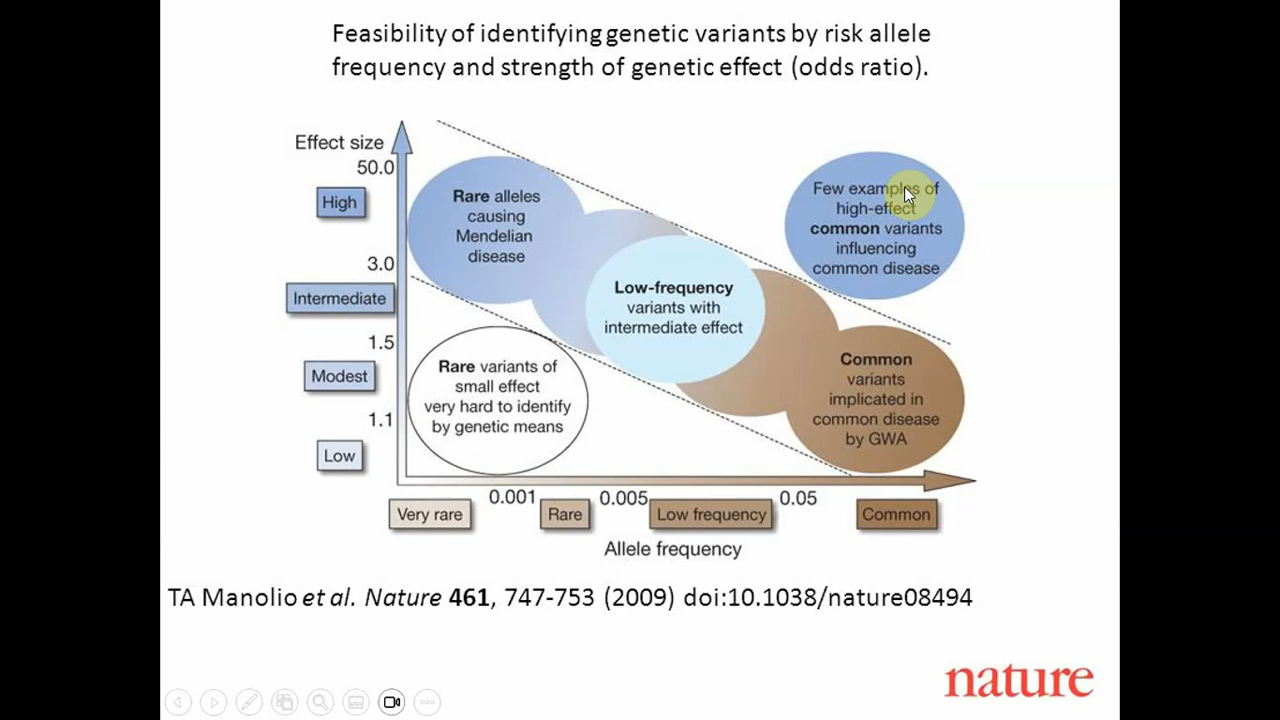 Feasibility of identifying genetic variants by risk allele
frequency and strength of genetic effect (odds ratio).
Effect size
50.0
High
3.0
Intermediate
1.5
Modest
1.1
Low
Rare alleles
causing
Mendelian
disease
Few examples of
high-effect
common variants
influencing
common disease
Low-frequency
variants with
intermediate effect
Rare variants of
small effect
very hard to identify
by genetic means
Common
variants
implicated in
common disease
by GWA
0.001
0.005
0.05
Very rare
Rare
Low frequency
Common
Allele frequency
TA Manolio et al. Nature 461, 747-753 (2009) doi:10.1038/nature08494
nature